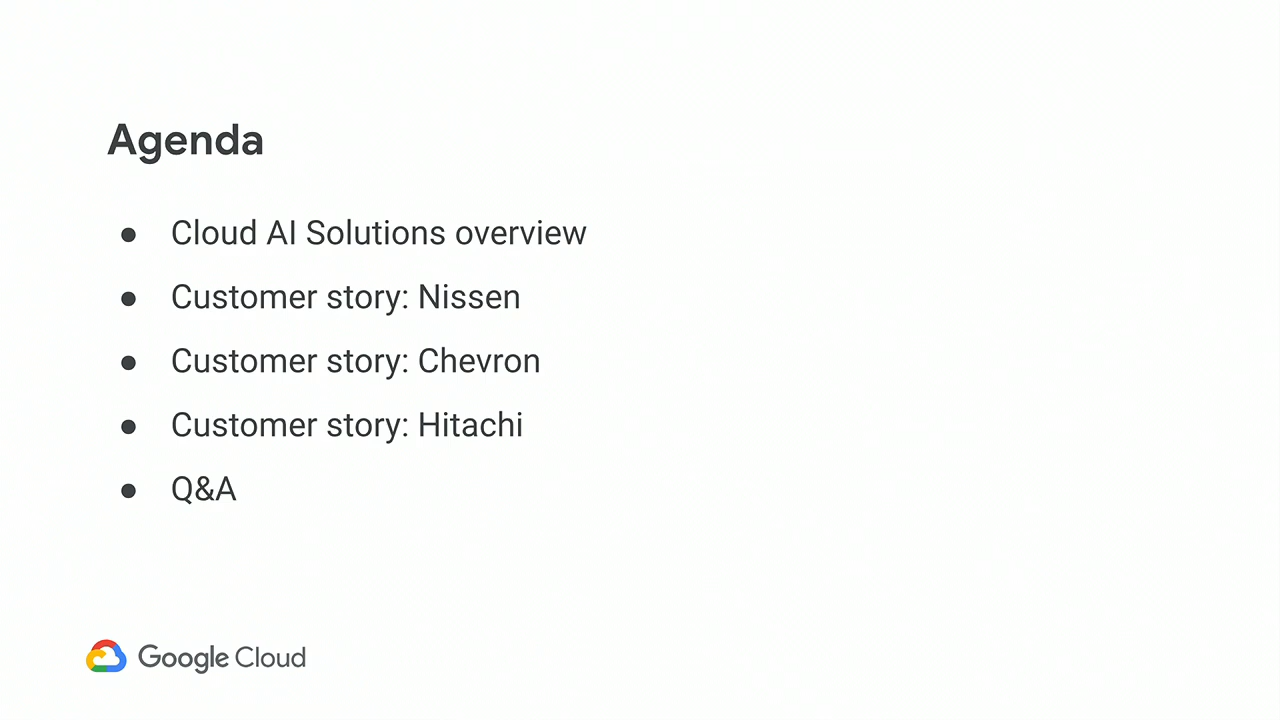 Agenda
● Cloud AI Solutions overview
● Customer story: Nissen
● Customer story: Chevron
● Customer story: Hitachi
● Q&A
Google Cloud